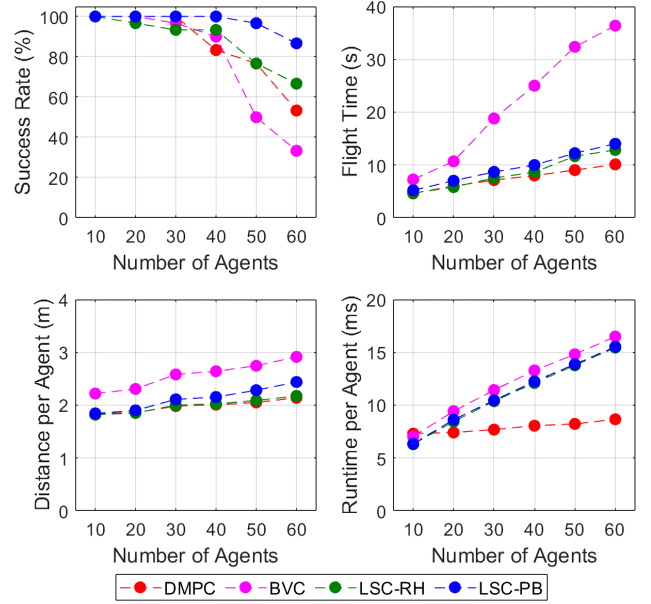 Success Rate (%)
100
80
60
40
20
0
10 20 30 40 50 60
Number of Agents
Flight Time (s)
40
30
20
10
0
10 20 30 40 50 60
Number of Agents
Distance per Agent (m)
4
3
2
1
0
10 20 30 40 50 60
Number of Agents
Runtime per Agent (ms)
20
15
10
5
0
10 20 30 40 50 60
Number of Agents
DMPC BVC LSC-RH LSC-PB